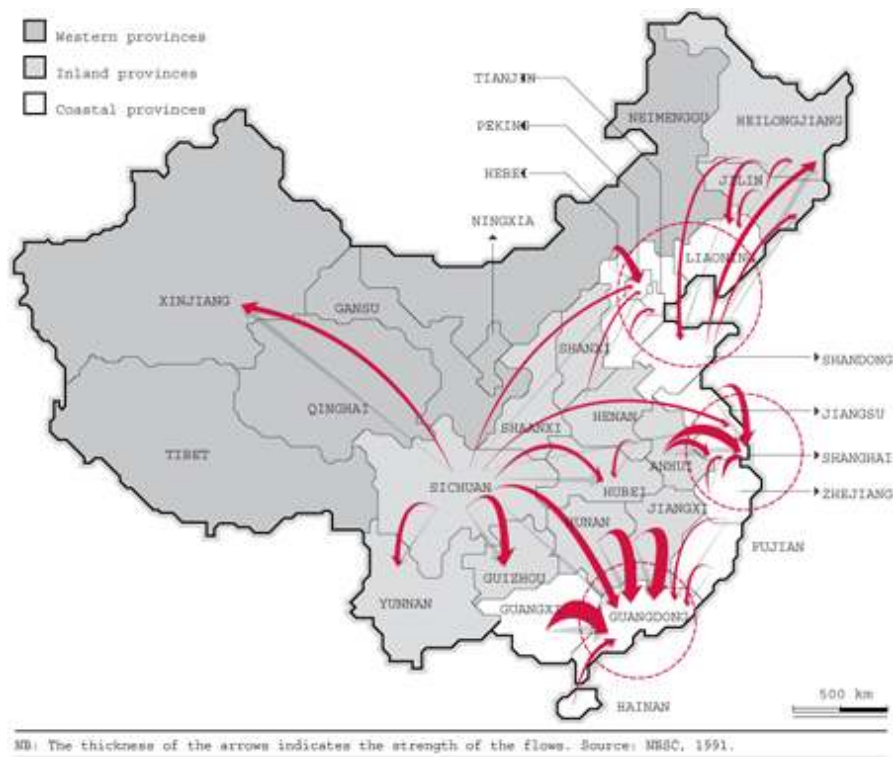 Western provinces
Inland provinces
Coastal provinces
TIANJIN
PEKING
HEBEI
NINGXIA
NEIMENGGU
HEILONGJIANG
JILIN
LIAONING
XINJIANG
GANSU
SHANXI
SHANDONG
QINGHAI
HENAN
JIANGSU
SHAANXI
TIBET
ANHUI
SHANGHAI
SICHUAN
HUBEI
ZHEJIANG
JIANGXI
HUNAN
FUJIAN
GUIZHOU
YUNNAN
GUANGXI
GUANGDONG
HAINAN
500 km
NB: The thickness of the arrows indicates the strength of the flows. Source: NBSC, 1991.